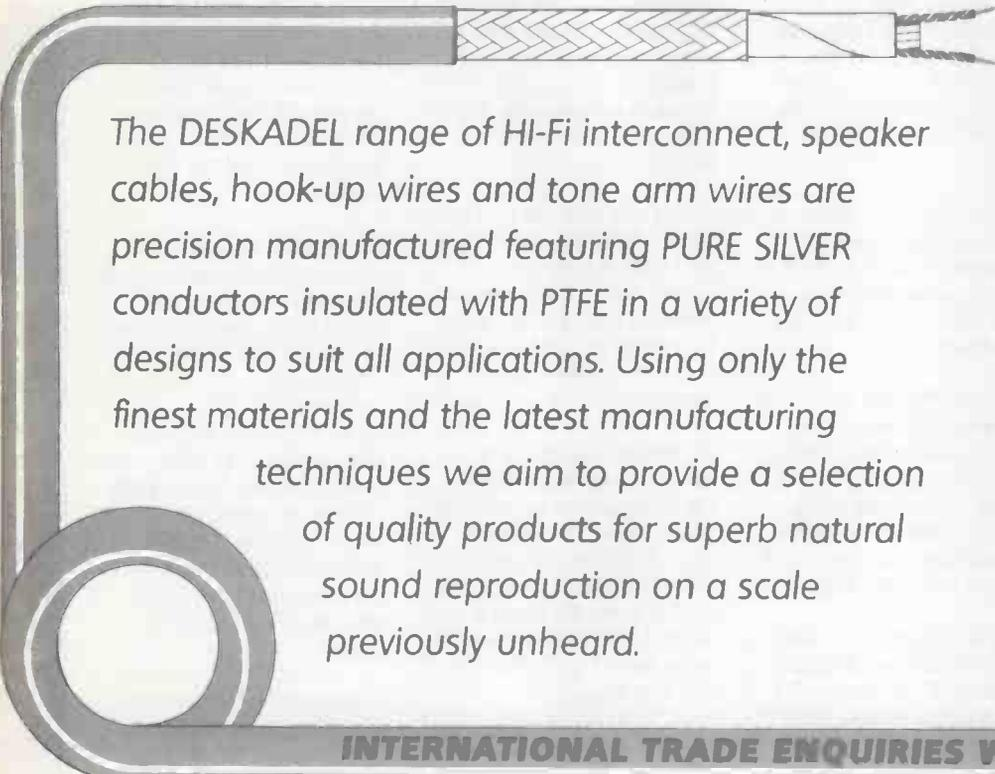 The DESKADEL range of HI-Fi interconnect, speaker
cables, hook-up wires and tone arm wires are
precision manufactured featuring PURE SILVER
conductors insulated with PTFE in a variety of
designs to suit all applications. Using only the
finest materials and the latest manufacturing
techniques we aim to provide a selection
of quality products for superb natural
sound reproduction on a scale
previously unheard.
INTERNATIONAL TRADE ENQUIRIES